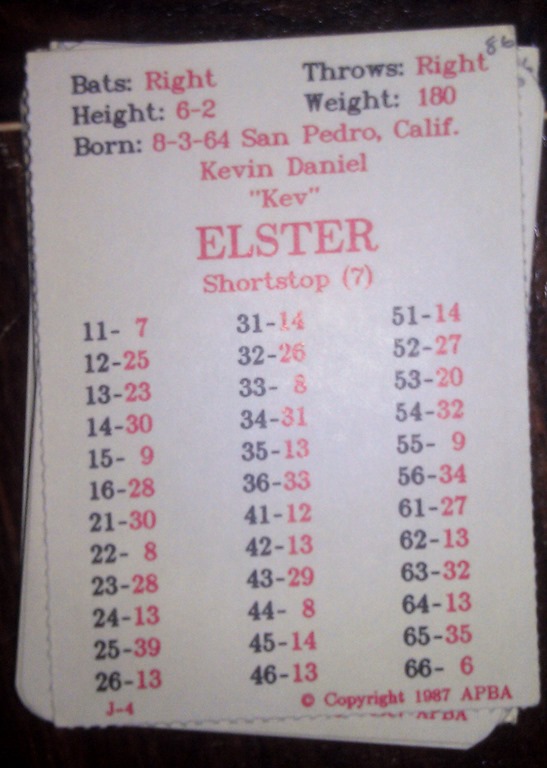 86
Bats: Right Throws: Right
Height: 6-2 Weight: 180
Born: 8-3-64 San Pedro, Calif.
Kevin Daniel
"Kev"
ELSTER
Shortstop (7)
11- 7 31-14 51-14
12-25 32-26 52-27
13-23 33- 8 53-20
14-30 34-31 54-32
15- 9 35-13 55- 9
16-28 36-33 56-34
21-30 41-12 61-27
22- 8 42-13 62-13
23-28 43-29 63-32
24-13 44- 8 64-13
25-39 45-14 65-35
26-13 46-13 66- 6
J-4 © Copyright 1987 APBA
APBA